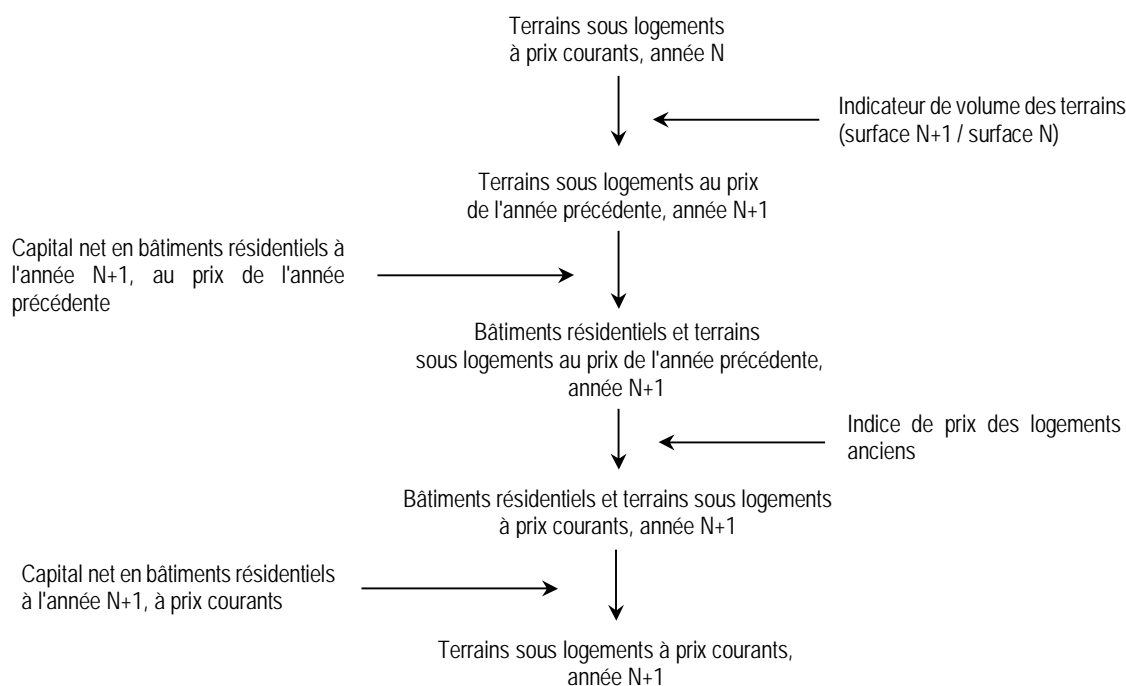 Terrains sous logements
à prix courants, année N
Indicateur de volume des terrains
(surface N+1 / surface N)
Terrains sous logements au prix
de l'année précédente, année N+1
Capital net en bâtiments résidentiels à
l'année N+1, au prix de l'année
précédente
Bâtiments résidentiels et terrains
sous logements au prix de l'année précédente,
année N+1
Indice de prix des logements
anciens
Bâtiments résidentiels et terrains sous logements
à prix courants, année N+1
Capital net en bâtiments résidentiels
à l'année N+1, à prix courants
Terrains sous logements à prix courants,
année N+1